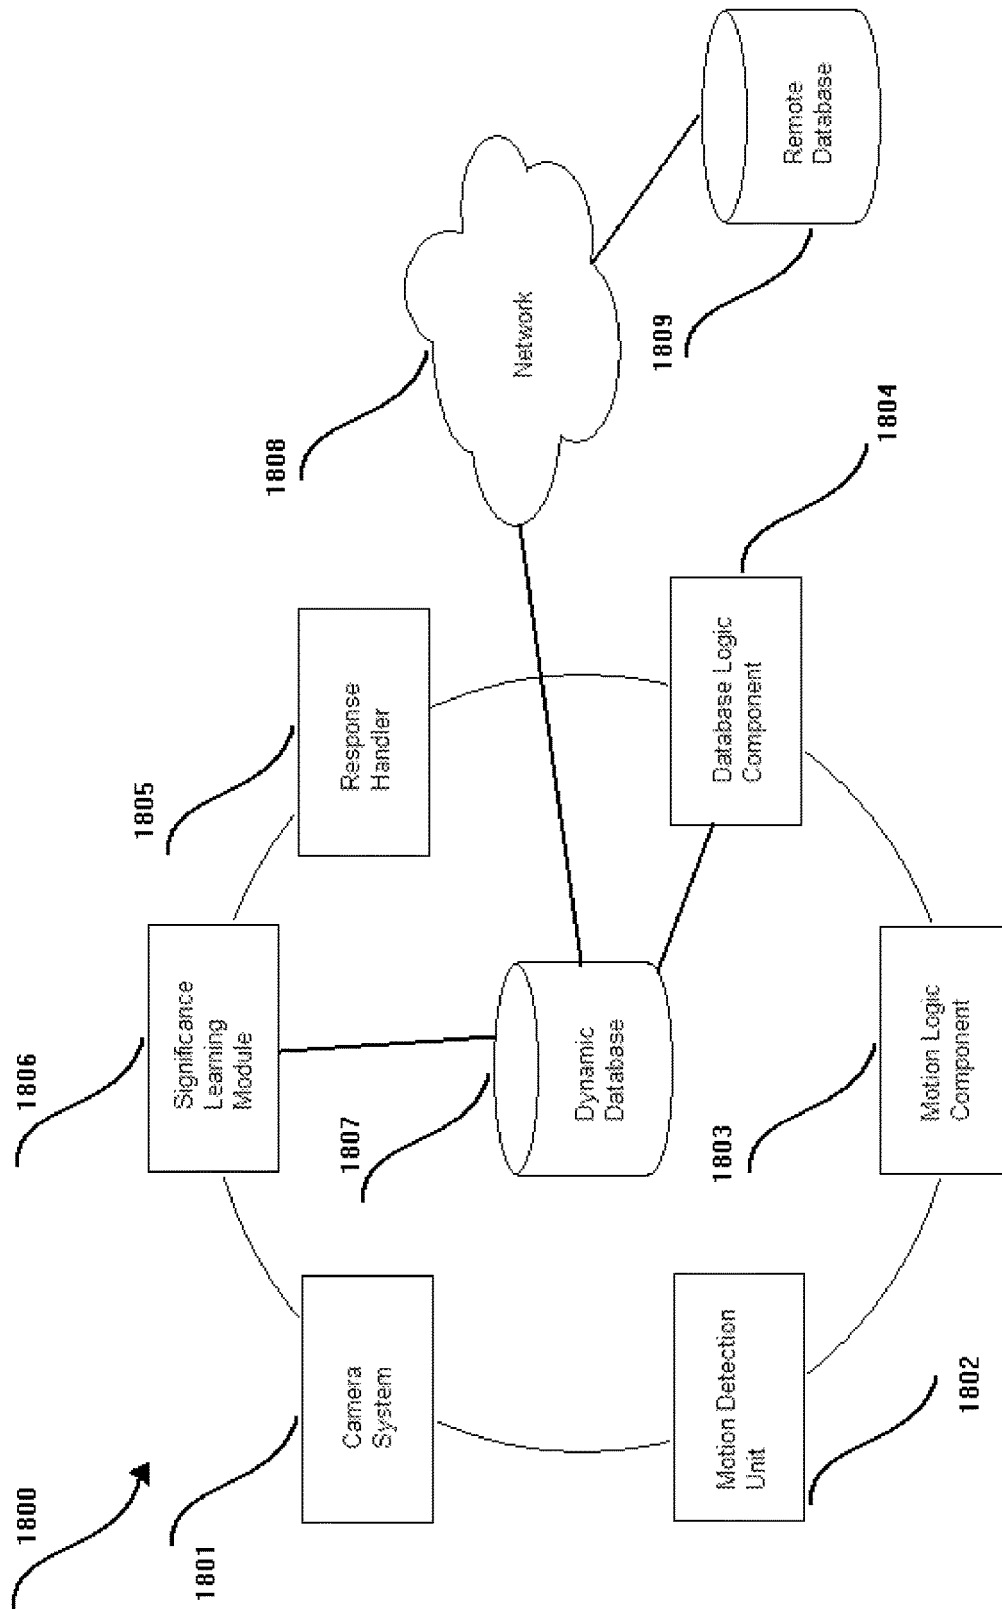 1800
1801
Camera
System
1806
Significance
Learning
Module
1805
Response
Handler
1808
Network
1807
Dynamic
Database
1809
Remote
Database
1802
Motion Detection
Unit
1803
Motion Logic
Component
1804
Database Logic
Component